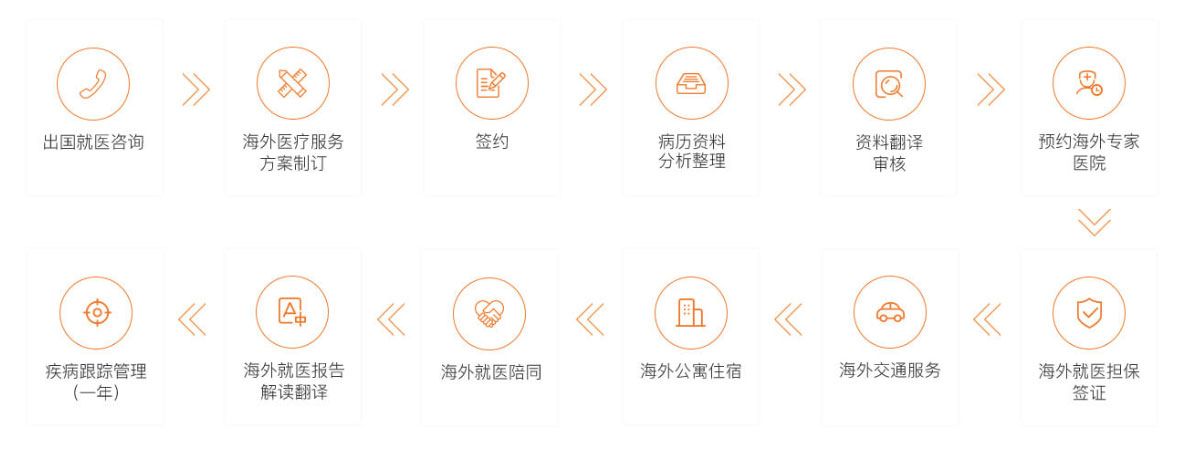 出国就医咨询
海外医疗服务
方案制订
签约
病历资料
分析整理
资料翻译
审核
预约海外专家
医院
海外就医担保
签证
海外交通服务
海外公寓住宿
海外就医陪同
海外就医报告
解读翻译
疾病跟踪管理
(一年)